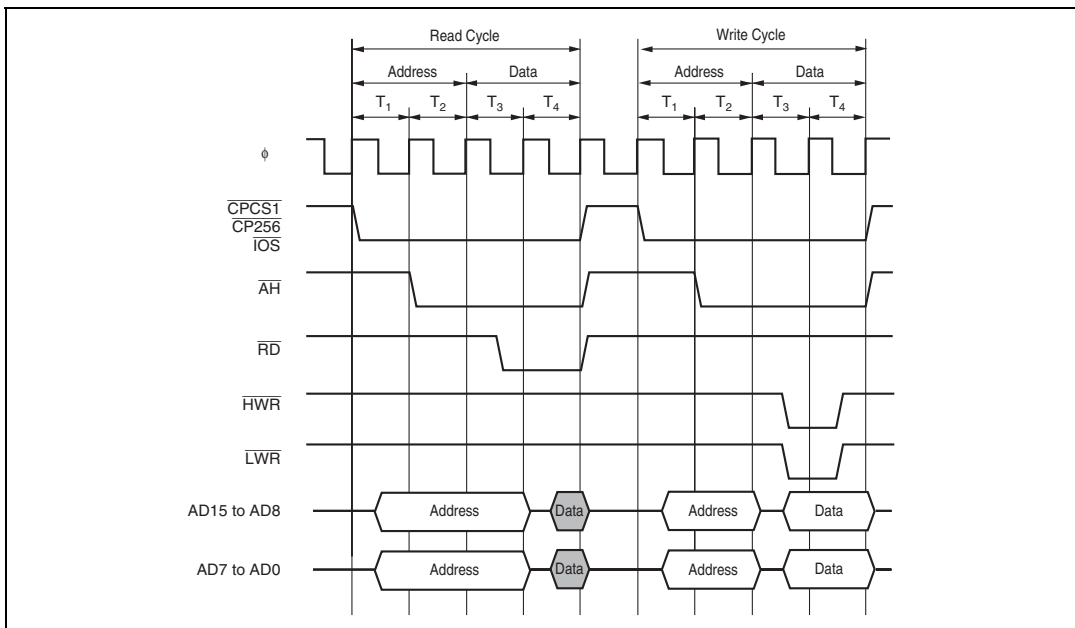 Read Cycle Write Cycle
Address Data Address Data
T1 T2 T3 T4 T1 T2 T3 T4
ϕ
CPCS1
CP256
IOS
AH
RD
HWR
LWR
AD15 to AD8 Address Data Address Data
AD7 to AD0 Address Data Address Data